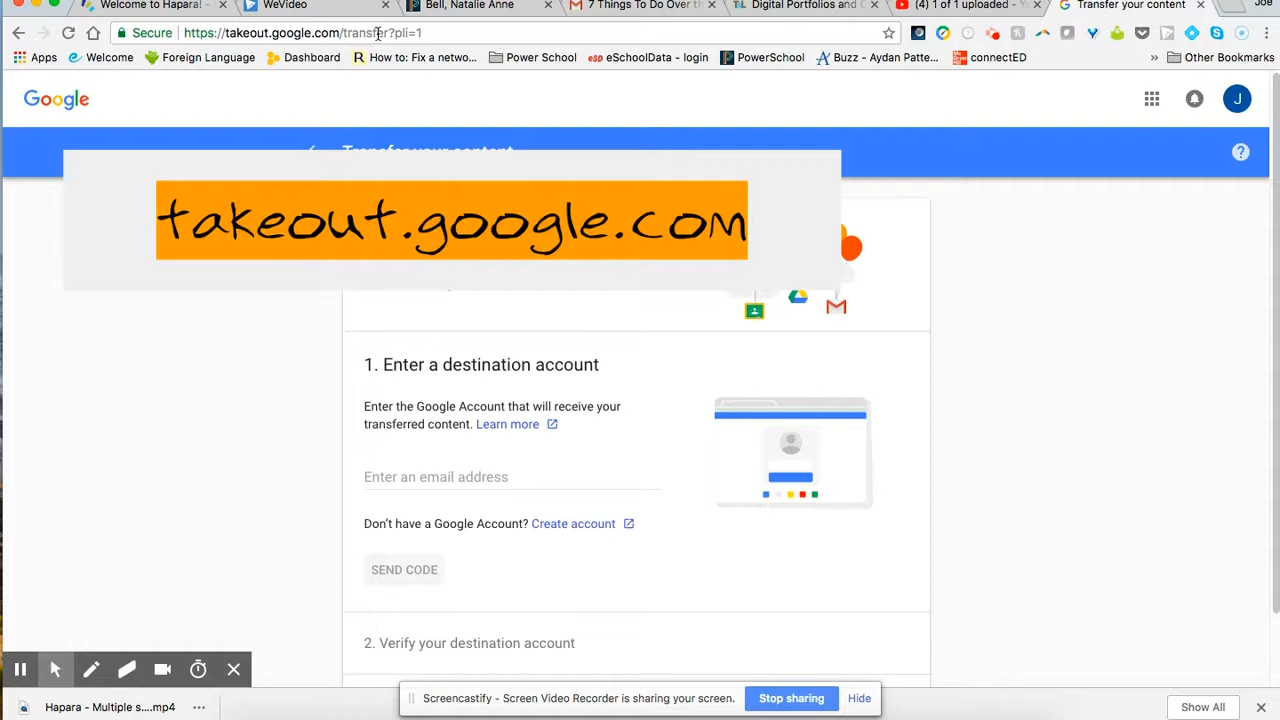 Welcome to Hapara! -
WeVideo
Bell, Natalie Anne
7 Things To Do Over th
Digital Portfolios and C
(4) 1 of 1 uploaded - Yo
Transfer your content
Joe
Secure https://takeout.google.com/transfer?pli=1
Apps
Welcome
Foreign Language
Dashboard
How to: Fix a netwo...
Power School
esd eSchoolData - login
PowerSchool
Buzz - Aydan Patte...
connectED
Other Bookmarks
Google
J
Transfer your content
takeout.google.com
1. Enter a destination account
Enter the Google Account that will receive your
transferred content. Learn more
Enter an email address
Don't have a Google Account? Create account
SEND CODE
2. Verify your destination account
Screencastify - Screen Video Recorder is sharing your screen.
Stop sharing
Hide
Hapara - Multiple s....mp4
Show All